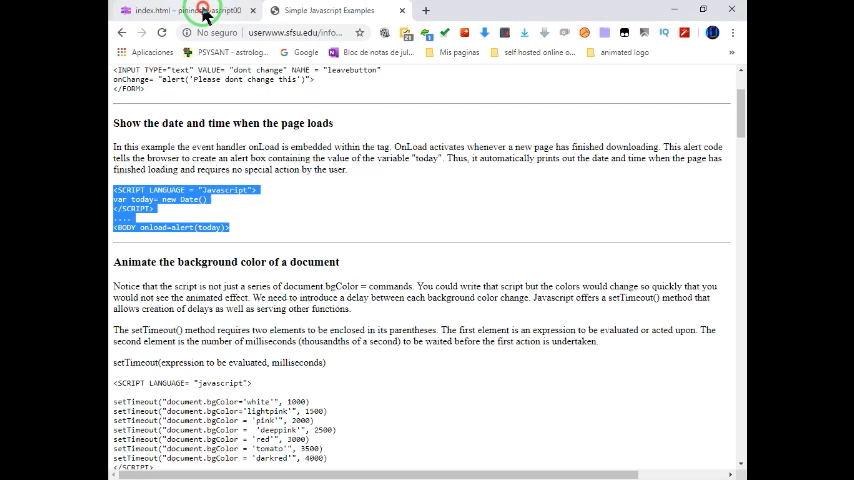 index.html – pinino
script00
Simple Javascript Examples
No seguro
userwww.sfsu.edu/info...
Aplicaciones
PSYSANT - astrolog...
Google
Bloc de notas de jul...
Mis paginas
self hosted online o...
animated logo
»
<INPUT TYPE="text" VALUE= "dont change" NAME = "leavebutton"
onChange= "alert('Please dont change this')">
</FORM>
Show the date and time when the page loads
In this example the event handler onLoad is embedded within the tag. OnLoad activates whenever a new page has finished downloading. This alert code
tells the browser to create an alert box containing the value of the variable "today". Thus, it automatically prints out the date and time when the page has
finished loading and requires no special action by the user.
<SCRIPT LANGUAGE = "Javascript">
var today= new Date()
</SCRIPT>
....
<BODY onload=alert(today)>
Animate the background color of a document
Notice that the script is not just a series of document.bgColor = commands. You could write that script but the colors would change so quickly that you
would not see the animated effect. We need to introduce a delay between each background color change. Javascript offers a setTimeout() method that
allows creation of delays as well as serving other functions.
The setTimeout() method requires two elements to be enclosed in its parentheses. The first element is an expression to be evaluated or acted upon. The
second element is the number of milliseconds (thousandths of a second) to be waited before the first action is undertaken.
setTimeout(expression to be evaluated, milliseconds)
<SCRIPT LANGUAGE= "javascript">
setTimeout("document.bgColor='white'", 1000)
setTimeout("document.bgColor='lightpink'", 1500)
setTimeout("document.bgColor = 'pink'", 2000)
setTimeout("document.bgColor =  'deeppink'", 2500)
setTimeout("document.bgColor = 'red'", 3000)
setTimeout("document.bgColor = 'tomato'", 3500)
setTimeout("document.bgColor = 'darkred'", 4000)
</SCRIPT>